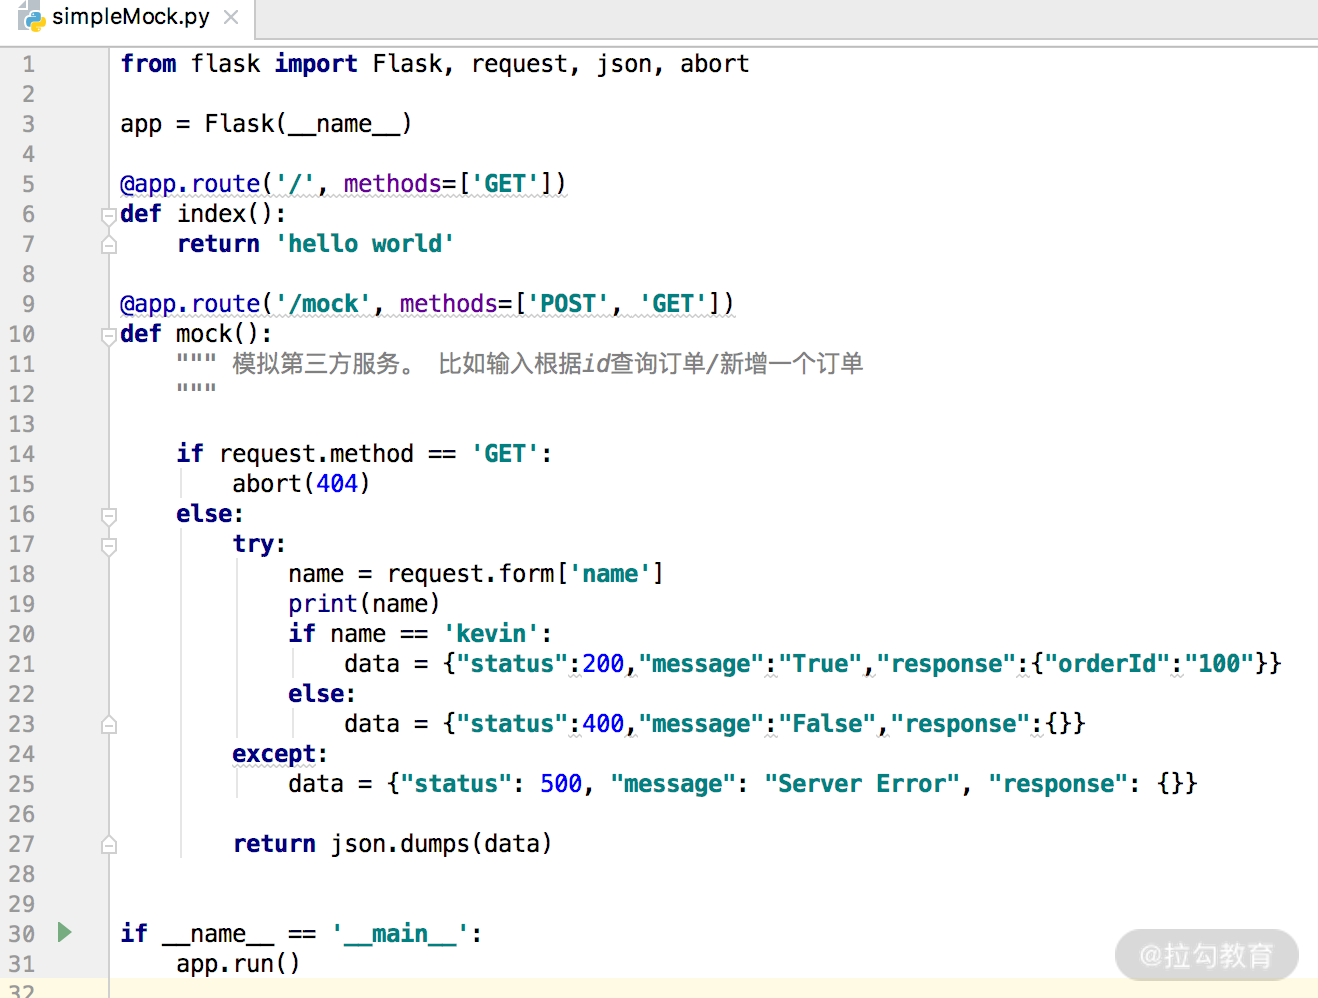 simpleMock.py
1 from flask import Flask, request, json, abort
2
3 app = Flask(__name__)
4
5 @app.route('/', methods=['GET'])
6 def index():
7     return 'hello world'
8
9 @app.route('/mock', methods=['POST', 'GET'])
10 def mock():
11     """ 模拟第三方服务。 比如输入根据id查询订单/新增一个订单
12     """
13
14     if request.method == 'GET':
15         abort(404)
16     else:
17         try:
18             name = request.form['name']
19             print(name)
20             if name == 'kevin':
21                 data = {"status":200,"message":"True","response":{"orderId":"100"}}
22             else:
23                 data = {"status":400,"message":"False","response":{}}
24         except:
25             data = {"status": 500, "message": "Server Error", "response": {}}
26
27         return json.dumps(data)
28
29
30 if __name__ == '__main__':
31     app.run()
32
@拉勾教育